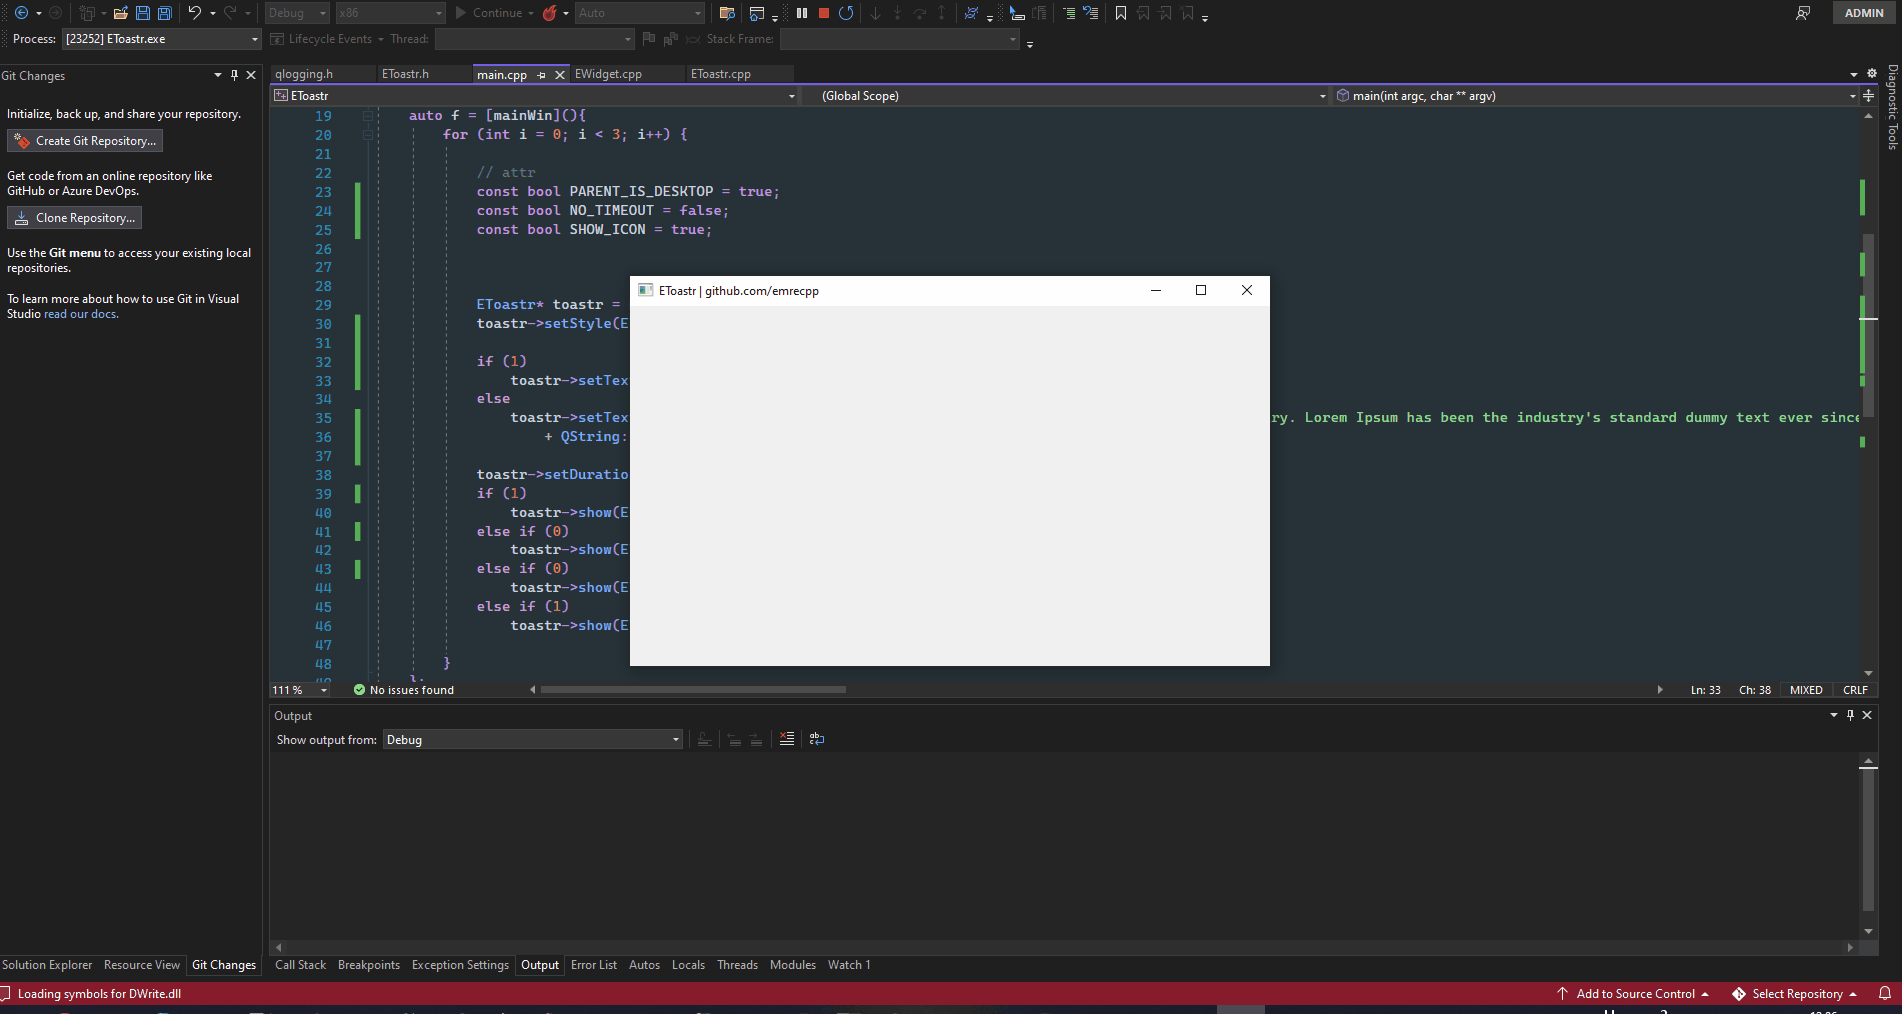 Debug x86 Continue Auto ADMIN
Process: [23252] EToastr.exe Lifecycle Events Thread: Stack Frame:
Git Changes
Initialize, back up, and share your repository.
Create Git Repository...
Get code from an online repository like
GitHub or Azure DevOps.
Clone Repository...
Use the Git menu to access your existing local
repositories.
To learn more about how to use Git in Visual
Studio read our docs.
qlogging.h EToastr.h main.cpp EWidget.cpp EToastr.cpp
EToastr (Global Scope) main(int argc, char ** argv)
19 auto f = [mainWin](){
20 for (int i = 0; i < 3; i++) {
21
22 // attr
23 const bool PARENT_IS_DESKTOP = true;
24 const bool NO_TIMEOUT = false;
25 const bool SHOW_ICON = true;
26
27
28
29 EToastr* toastr =
30 toastr->setStyle(E
31
32 if (1)
33 toastr->setTex
34 else
35 toastr->setTex ry. Lorem Ipsum has been the industry's standard dummy text ever since
36 + QString:
37
38 toastr->setDuratio
39 if (1)
40 toastr->show(E
41 else if (0)
42 toastr->show(E
43 else if (0)
44 toastr->show(E
45 else if (1)
46 toastr->show(E
47
48 }
EToastr | github.com/emrecpp
111 % No issues found Ln: 33 Ch: 38 MIXED CRLF
Output
Show output from: Debug
Diagnostic Tools
Solution Explorer Resource View Git Changes Call Stack Breakpoints Exception Settings Output Error List Autos Locals Threads Modules Watch 1
Loading symbols for DWrite.dll Add to Source Control Select Repository